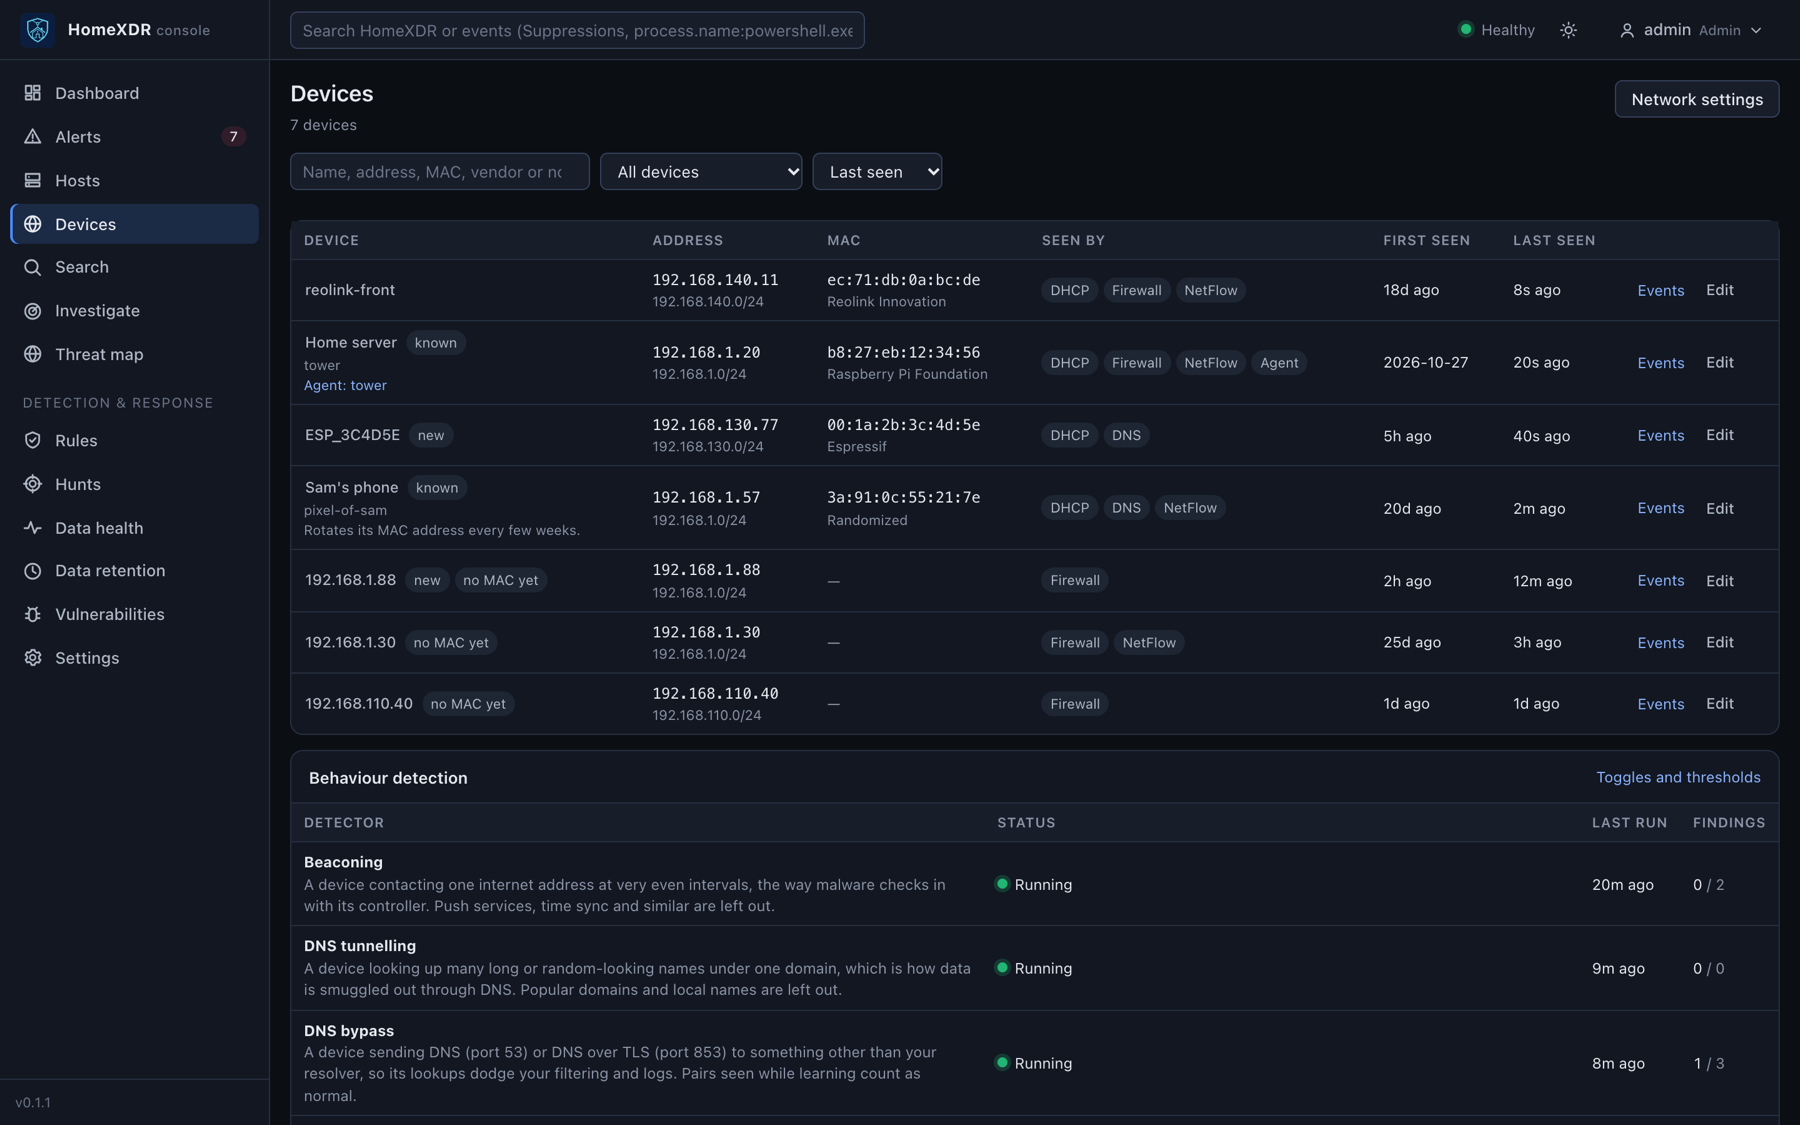 HomeXDR console
Search HomeXDR or events (Suppressions, process.name:powershell.exe
Healthy
admin Admin
Dashboard
Alerts 7
Hosts
Devices
Search
Investigate
Threat map
DETECTION & RESPONSE
Rules
Hunts
Data health
Data retention
Vulnerabilities
Settings
v0.1.1
Devices
7 devices
Network settings
Name, address, MAC, vendor or no
All devices
Last seen
DEVICE ADDRESS MAC SEEN BY FIRST SEEN LAST SEEN
reolink-front 192.168.140.11 ec:71:db:0a:bc:de DHCP Firewall NetFlow 18d ago 8s ago Events Edit
192.168.140.0/24 Reolink Innovation
Home server known 192.168.1.20 b8:27:eb:12:34:56 DHCP Firewall NetFlow Agent 2026-10-27 20s ago Events Edit
tower 192.168.1.0/24 Raspberry Pi Foundation
Agent: tower
ESP_3C4D5E new 192.168.130.77 00:1a:2b:3c:4d:5e DHCP DNS 5h ago 40s ago Events Edit
192.168.130.0/24 Espressif
Sam's phone known 192.168.1.57 3a:91:0c:55:21:7e DHCP DNS NetFlow 20d ago 2m ago Events Edit
pixel-of-sam 192.168.1.0/24 Randomized
Rotates its MAC address every few weeks.
192.168.1.88 new no MAC yet 192.168.1.88 — Firewall 2h ago 12m ago Events Edit
192.168.1.0/24
192.168.1.30 no MAC yet 192.168.1.30 — Firewall NetFlow 25d ago 3h ago Events Edit
192.168.1.0/24
192.168.110.40 no MAC yet 192.168.110.40 — Firewall 1d ago 1d ago Events Edit
192.168.110.0/24
Behaviour detection
Toggles and thresholds
DETECTOR STATUS LAST RUN FINDINGS
Beaconing
A device contacting one internet address at very even intervals, the way malware checks in Running 20m ago 0 / 2
with its controller. Push services, time sync and similar are left out.
DNS tunnelling
A device looking up many long or random-looking names under one domain, which is how data Running 9m ago 0 / 0
is smuggled out through DNS. Popular domains and local names are left out.
DNS bypass
A device sending DNS (port 53) or DNS over TLS (port 853) to something other than your
resolver, so its lookups dodge your filtering and logs. Pairs seen while learning count as Running 8m ago 1 / 3
normal.